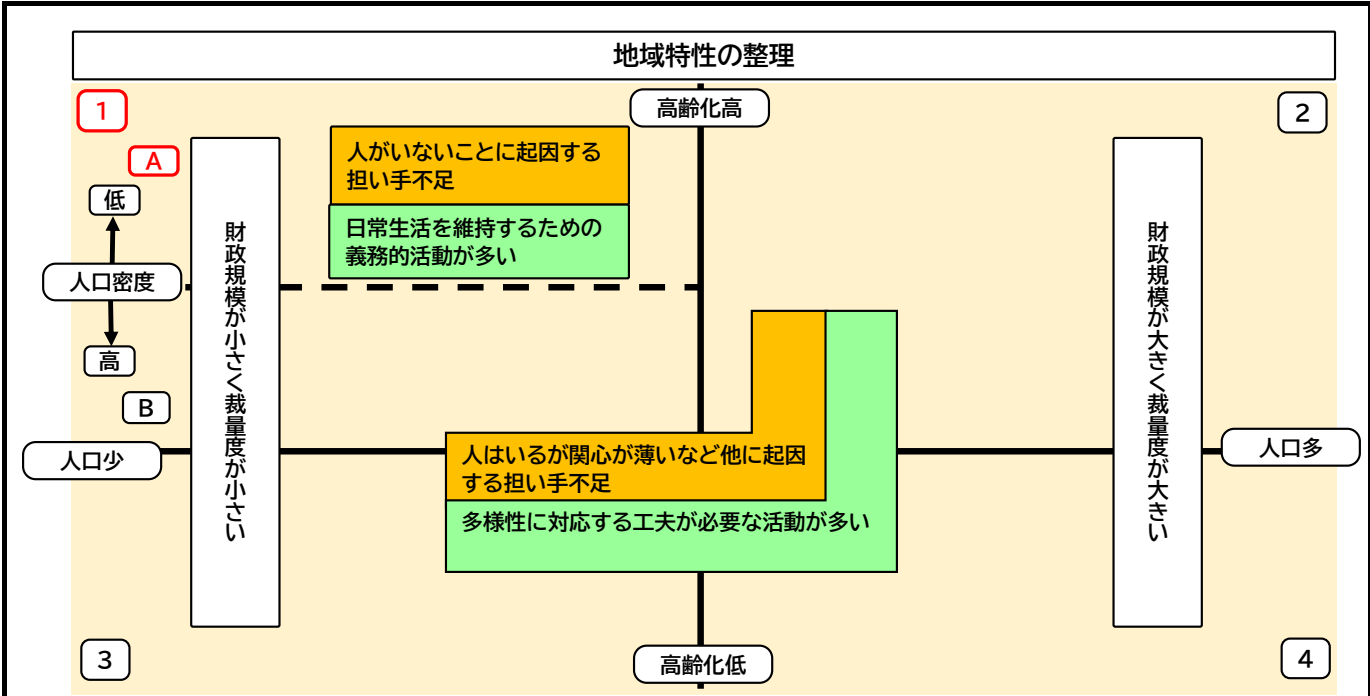 地域特性の整理
1
高齢化高
2
A
人がいないことに起因する
担い手不足
低
日常生活を維持するための
義務的活動が多い
人口密度
高
B
財政規模が小さく裁量度が小さい
財政規模が大きく裁量度が大きい
人口少
人口多
人はいるが関心が薄いなど他に起因
する担い手不足
多様性に対応する工夫が必要な活動が多い
3
高齢化低
4